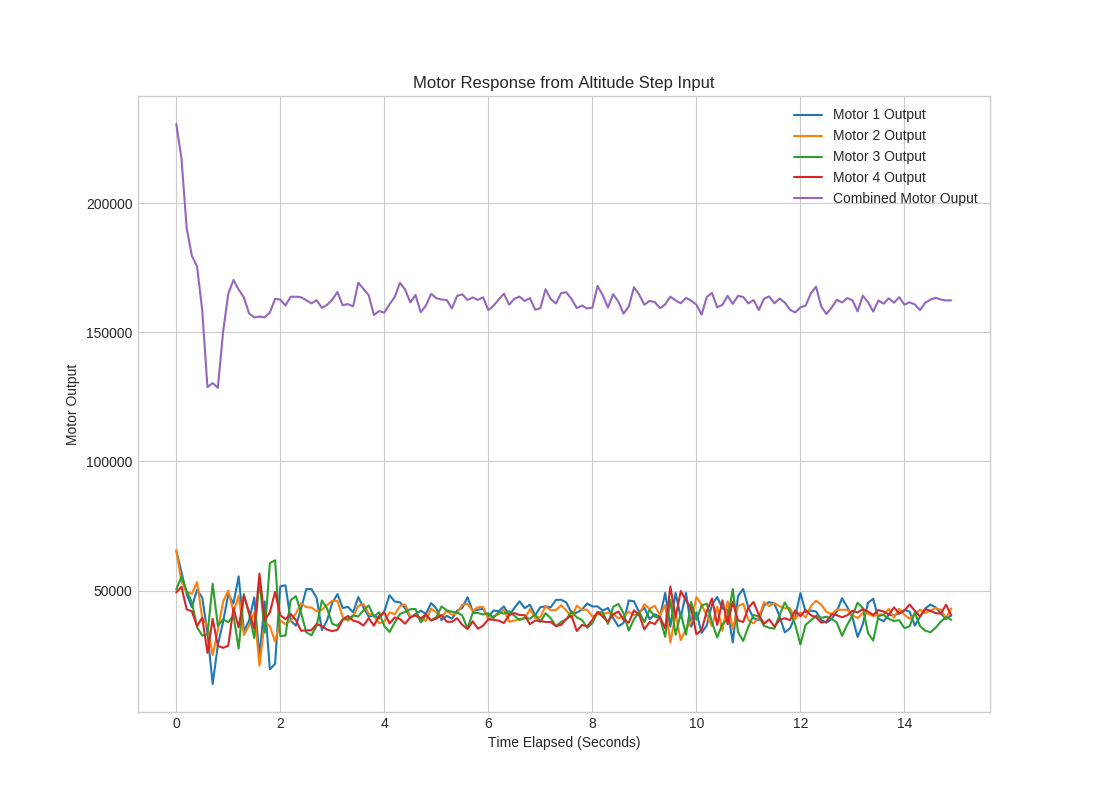 Motor Response from Altitude Step Input
Motor 1 Output
Motor 2 Output
Motor 3 Output
Motor 4 Output
Combined Motor Ouput
200000
150000
100000
50000
Motor Output
0 2 4 6 8 10 12 14
Time Elapsed (Seconds)